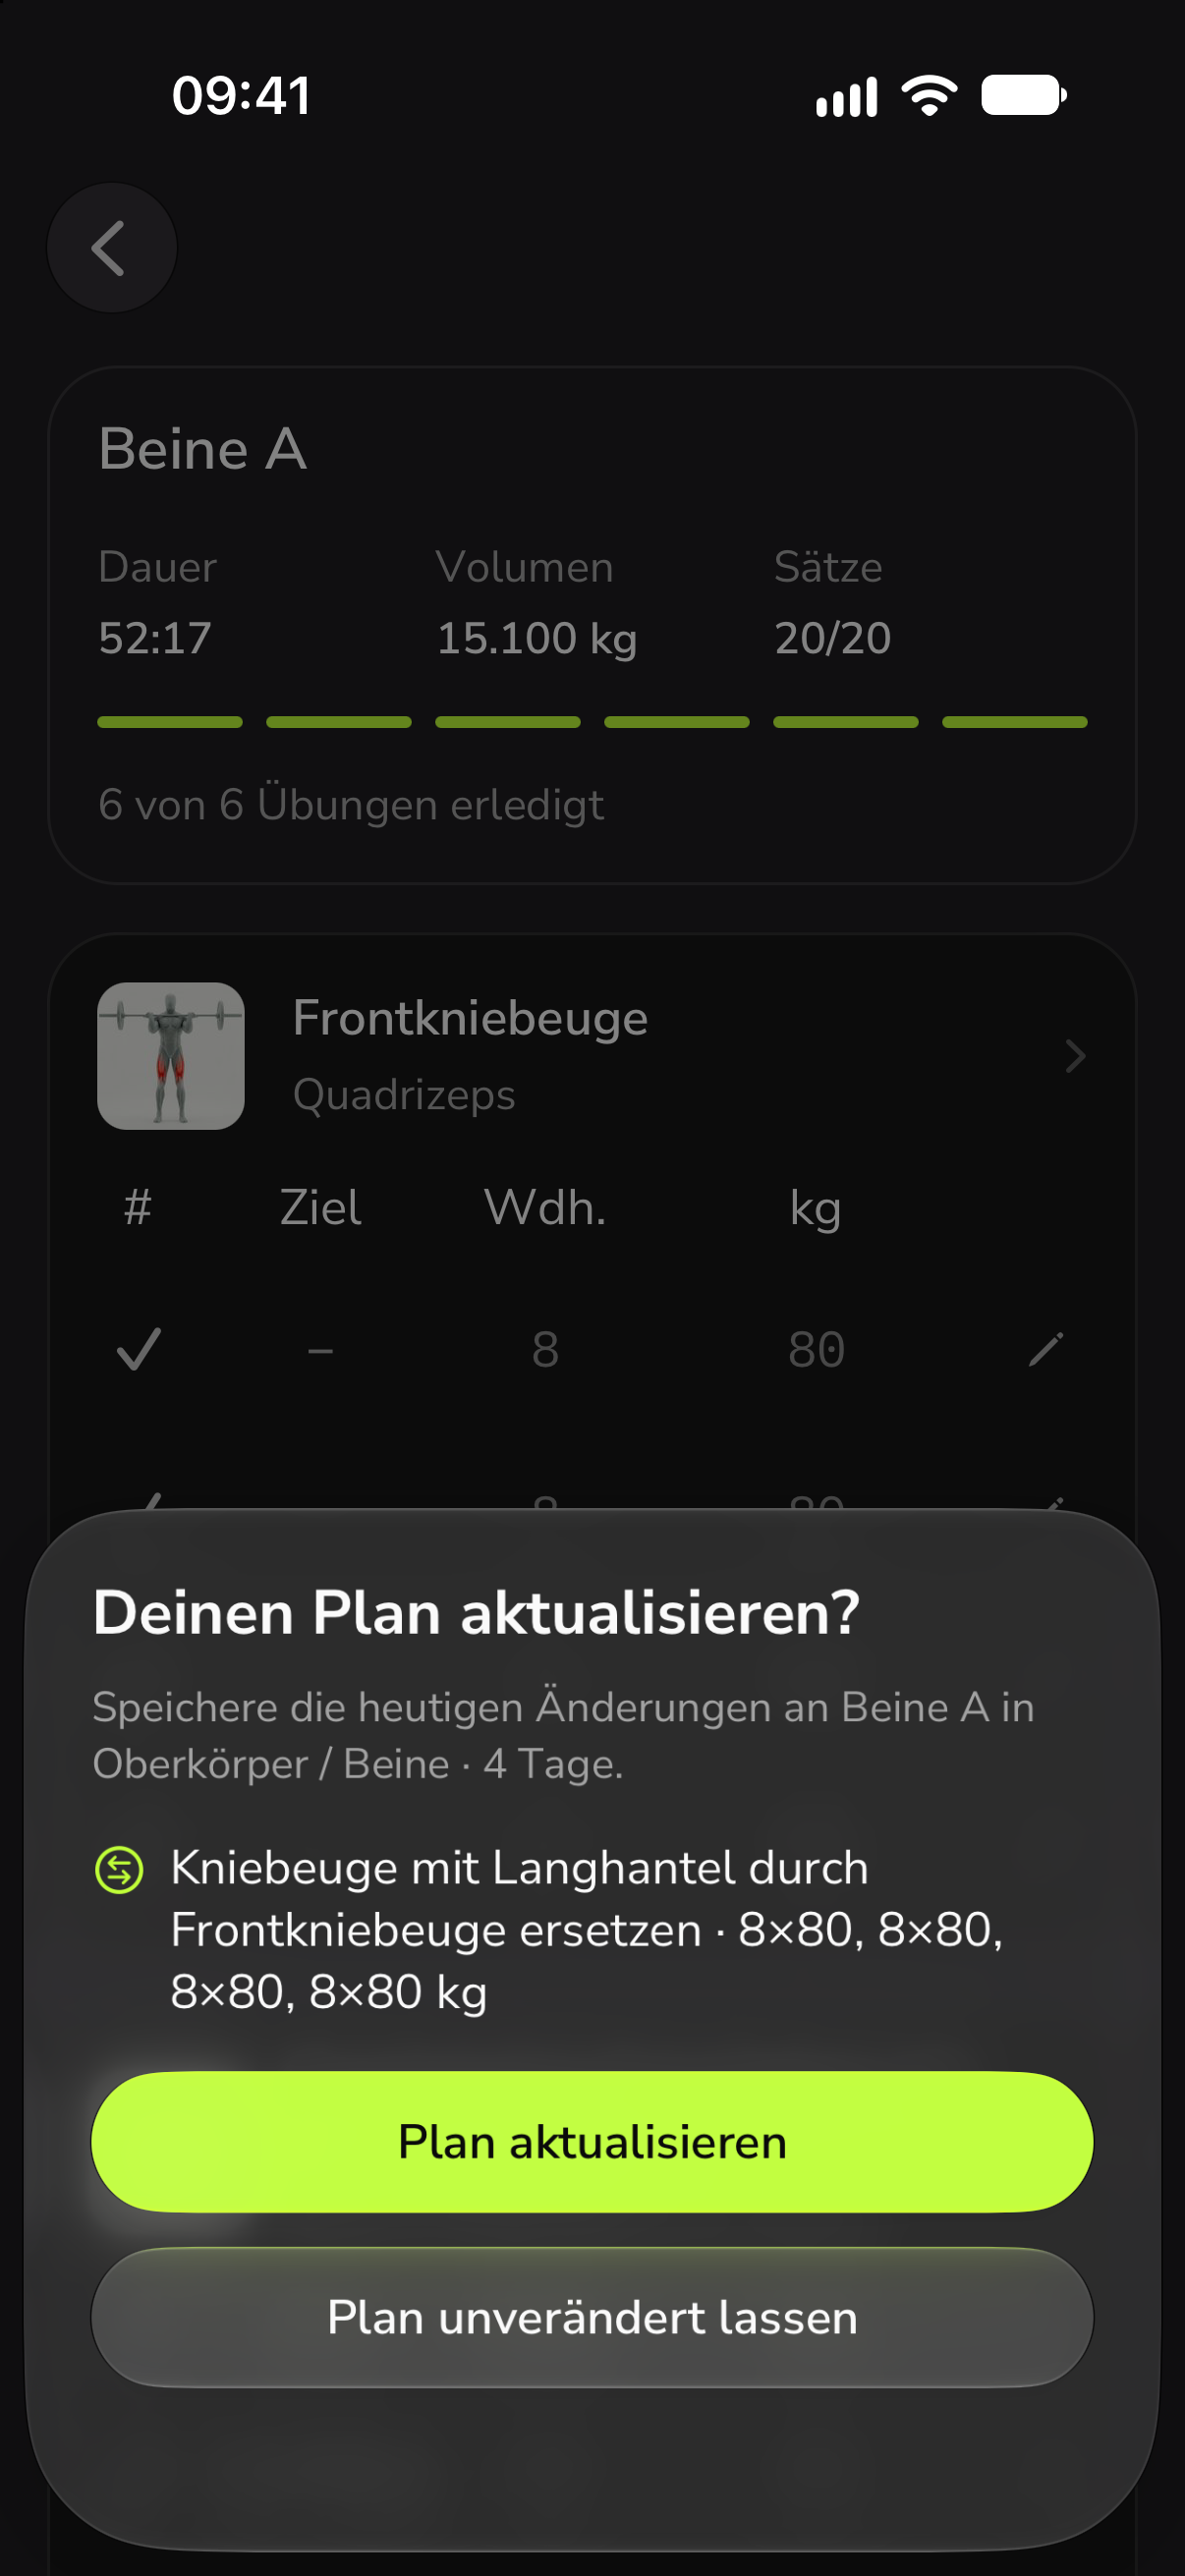 09:41
Beine A
Dauer Volumen Sätze
52:17 15.100 kg 20/20
6 von 6 Übungen erledigt
Frontkniebeuge
Quadrizeps
# Ziel Wdh. kg
– 8 80
8 80
Deinen Plan aktualisieren?
Speichere die heutigen Änderungen an Beine A in
Oberkörper / Beine · 4 Tage.
Kniebeuge mit Langhantel durch
Frontkniebeuge ersetzen · 8×80, 8×80,
8×80, 8×80 kg
Plan aktualisieren
Plan unverändert lassen